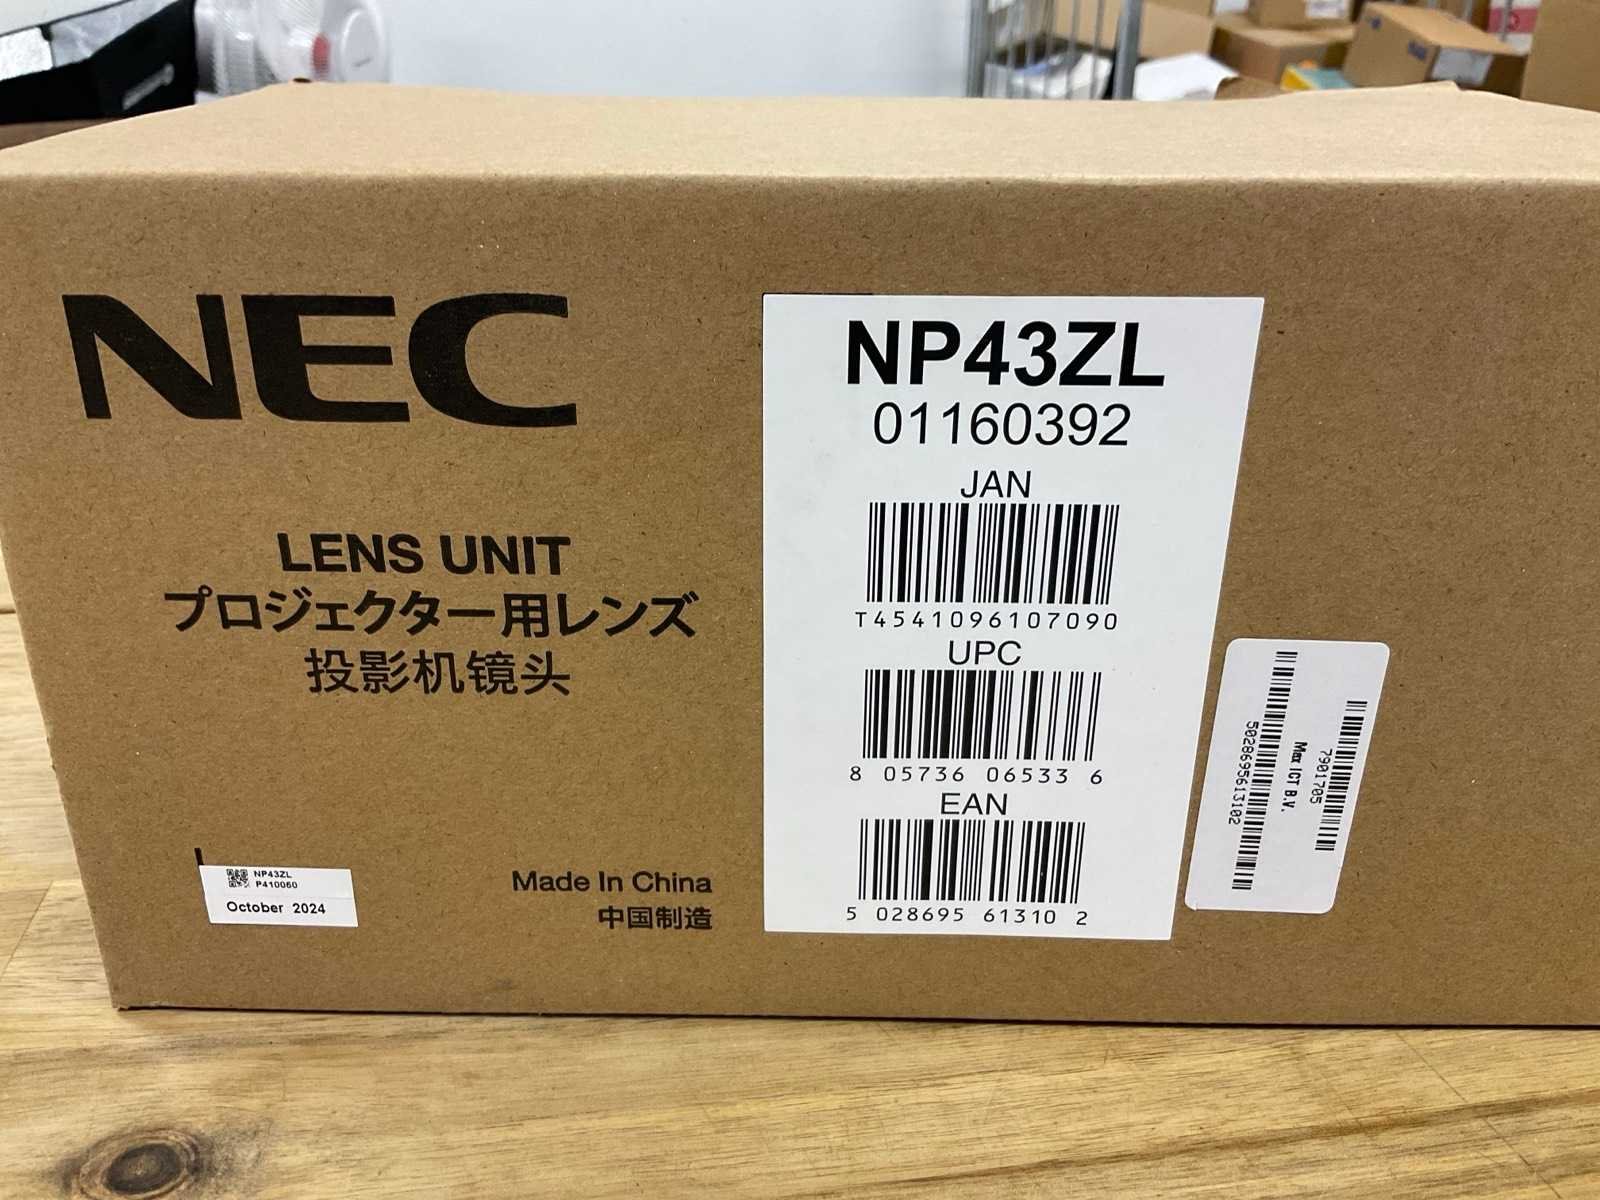 NEC
LENS UNIT
プロジェクター用レンズ
投影机镜头
NP43ZL
P410060
October 2024
Made In China
中国制造
NP43ZL
01160392
JAN
T4541096107090
UPC
8 05736 06533 6
EAN
5 028695 61310 2
7901705
Max ICT B.V.
5028695613102